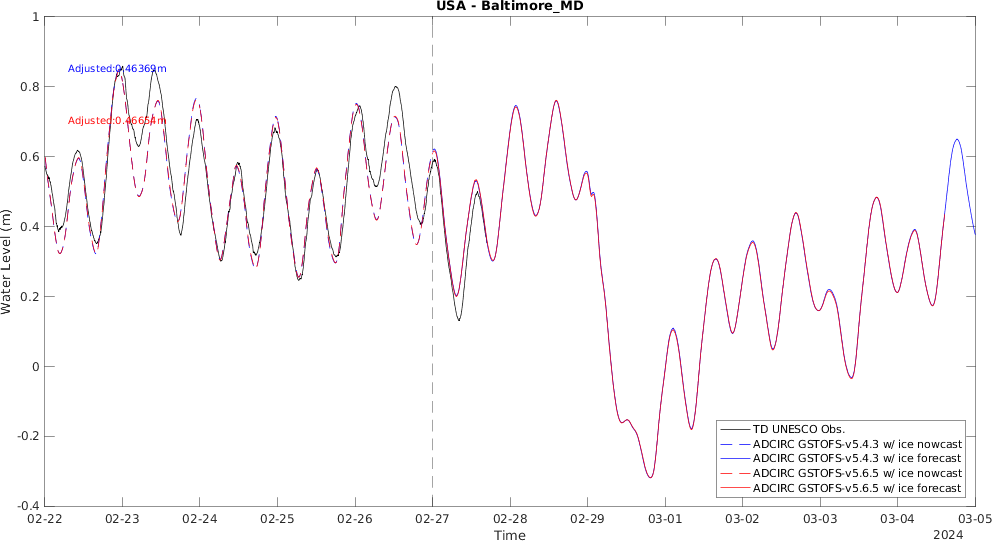 USA - Baltimore_MD
Water Level (m)
1
0.8
0.6
0.4
0.2
0
-0.2
-0.4
Adjusted:0.46369m
Adjusted:0.46654m
TD UNESCO Obs.
ADCIRC GSTOFS-v5.4.3 w/ ice nowcast
ADCIRC GSTOFS-v5.4.3 w/ ice forecast
ADCIRC GSTOFS-v5.6.5 w/ ice nowcast
ADCIRC GSTOFS-v5.6.5 w/ ice forecast
02-22 02-23 02-24 02-25 02-26 02-27 02-28 02-29 03-01 03-02 03-03 03-04 03-05
Time
2024